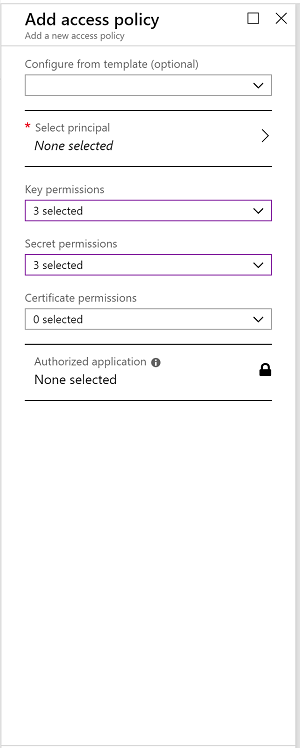 Add access policy
Add a new access policy
Configure from template (optional)
* Select principal
None selected
Key permissions
3 selected
Secret permissions
3 selected
Certificate permissions
0 selected
Authorized application
None selected